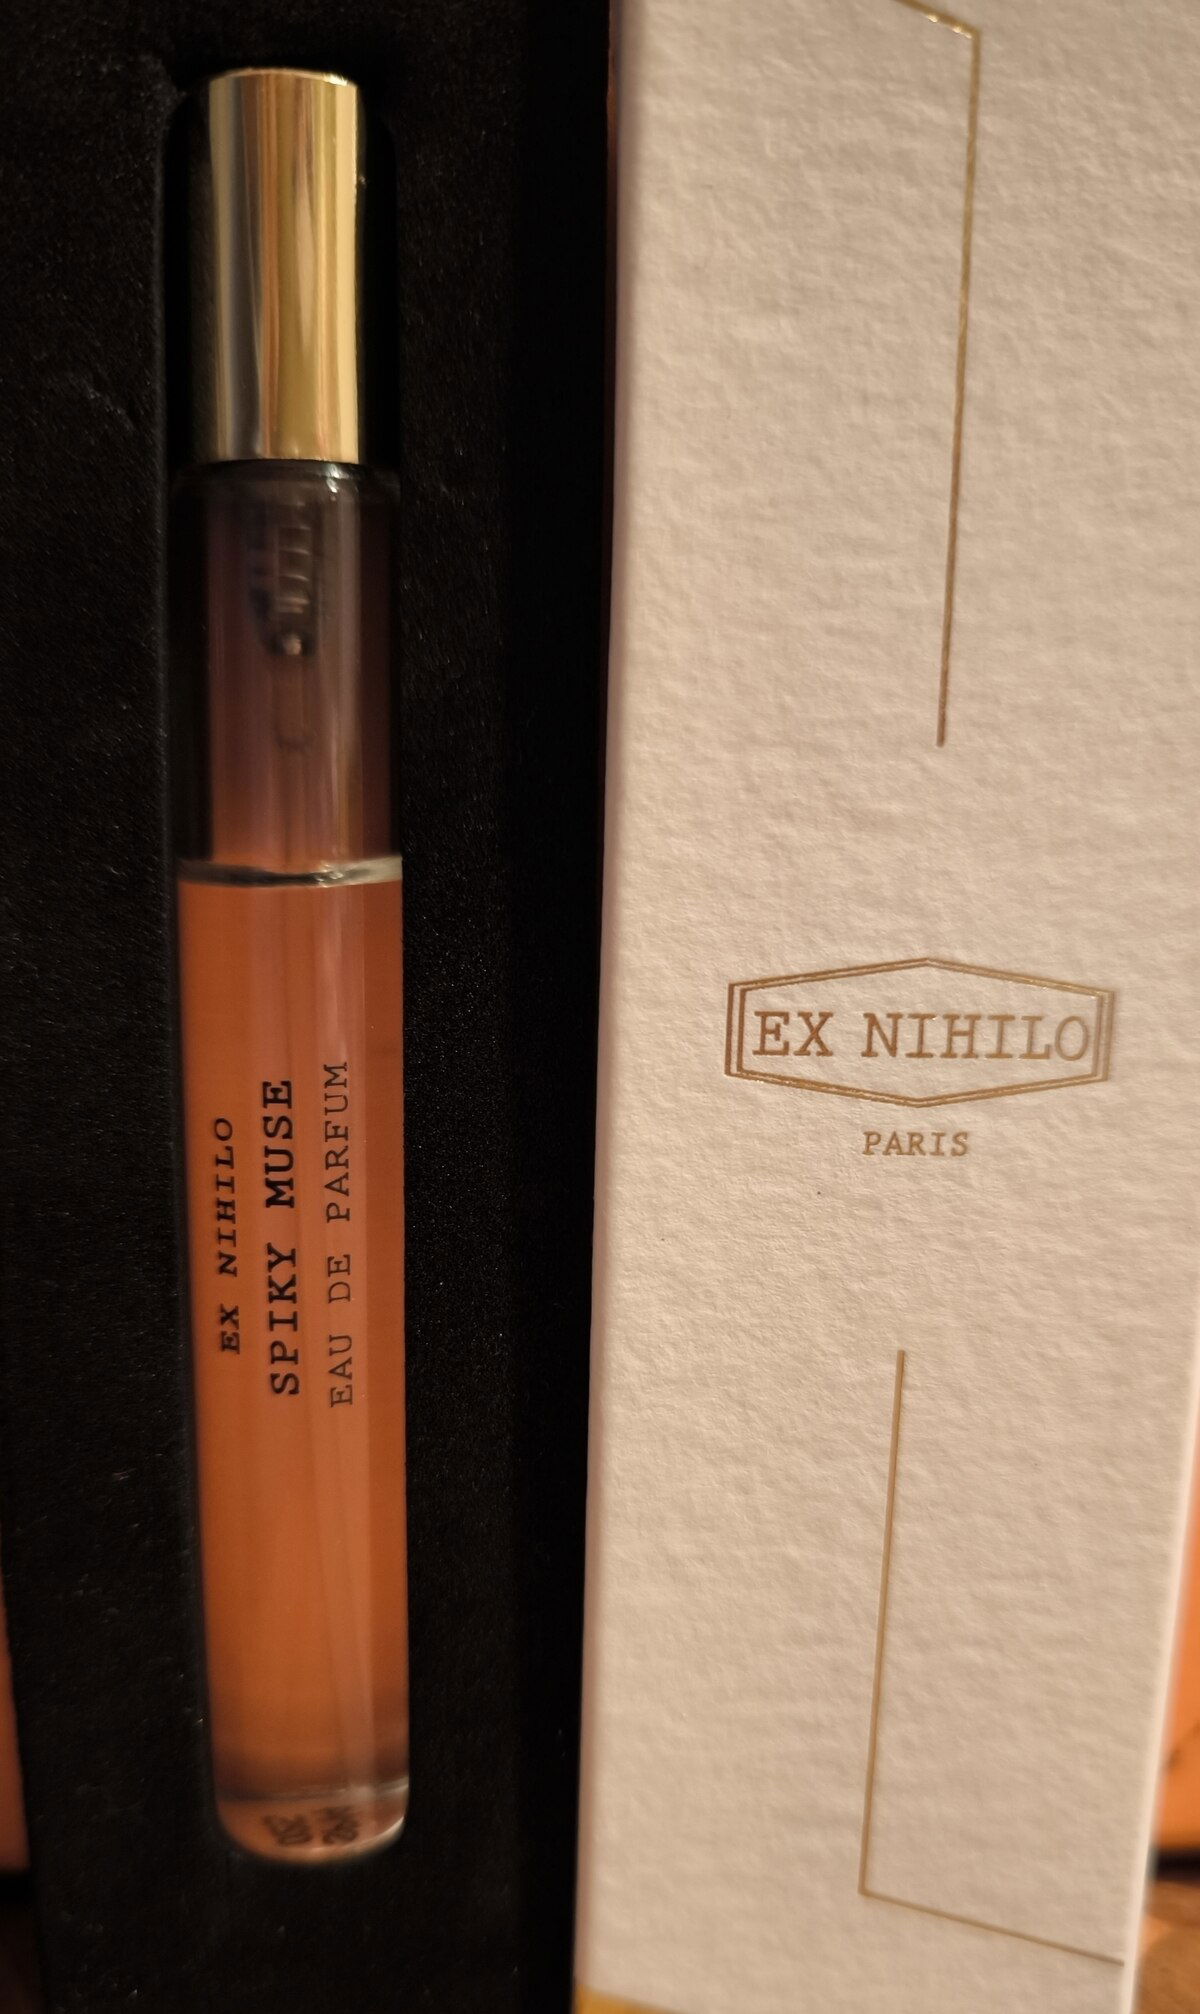 EX NIHILO
SPIKY MUSE
EAU DE PARFUM
EX NIHILO
PARIS